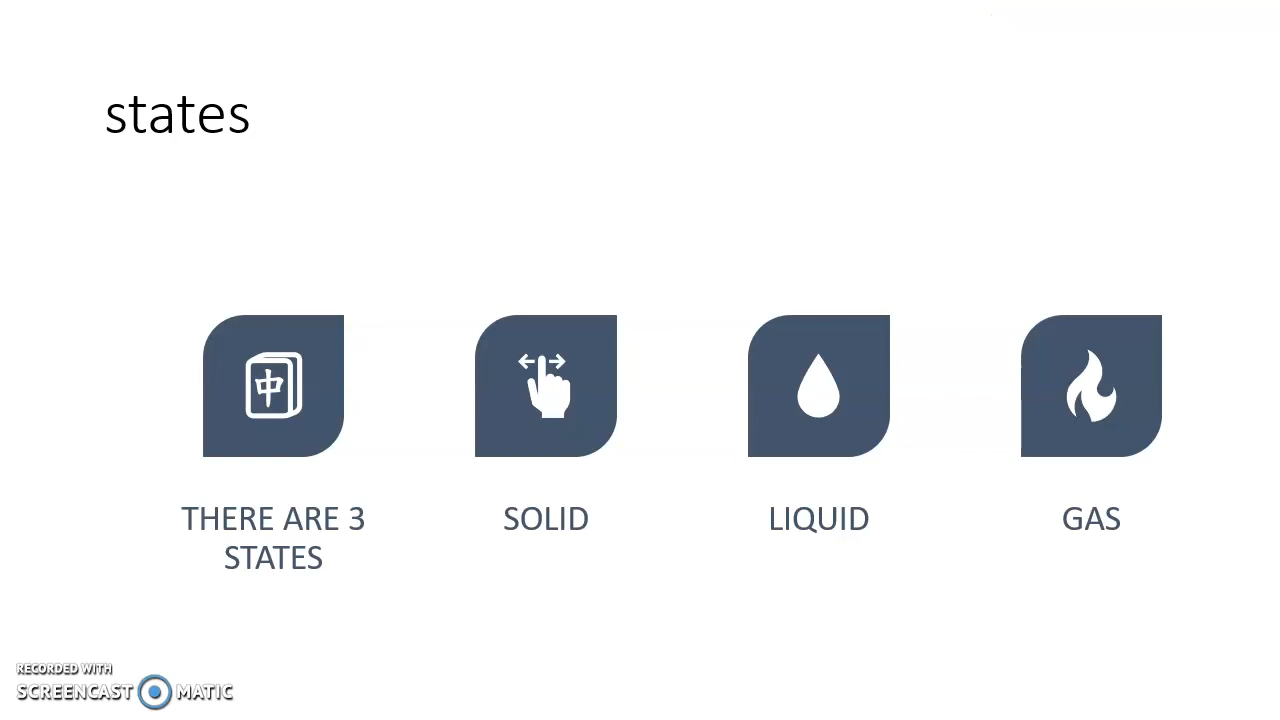 states
中
THERE ARE 3
STATES
SOLID
LIQUID
GAS
RECORDED WITH
SCREENCAST MATIC